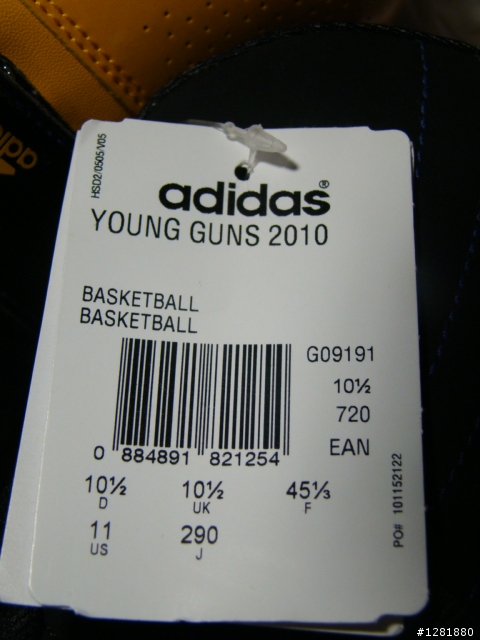 adidas
HSD2/0505/V05
adidas®
YOUNG GUNS 2010
BASKETBALL
BASKETBALL
G09191
10½
720
EAN
0 884891 821254
10½ 10½ 45⅓
D UK F
11 290
US J
PO# 101152122
#1281880